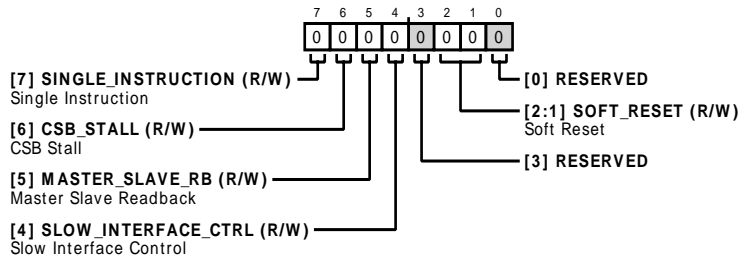 7 6 5 4 3 2 1 0
0 0 0 0 0 0 0 0
[7] SINGLE_INSTRUCTION (R/W)
Single Instruction
[6] CSB_STALL (R/W)
CSB Stall
[5] MASTER_SLAVE_RB (R/W)
Master Slave Readback
[4] SLOW_INTERFACE_CTRL (R/W)
Slow Interface Control
[0] RESERVED
[2:1] SOFT_RESET (R/W)
Soft Reset
[3] RESERVED